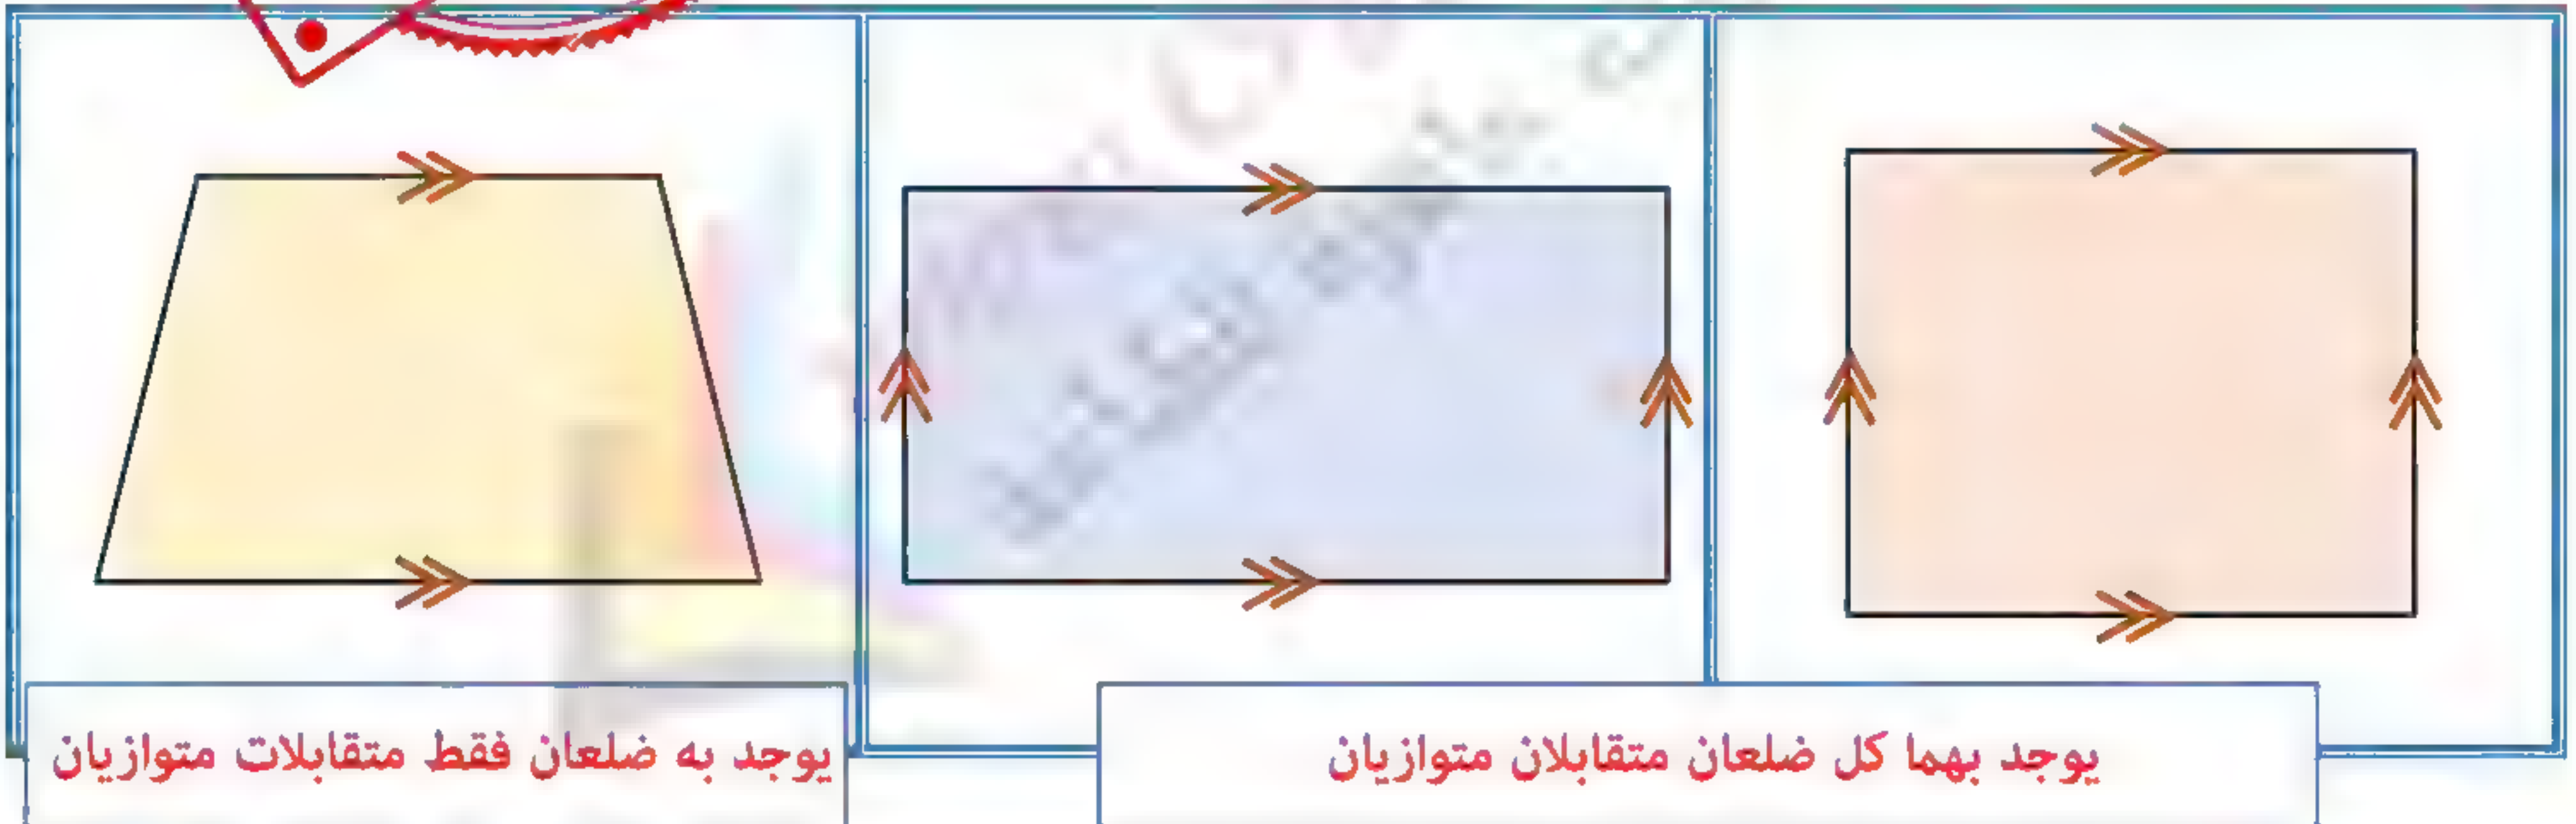 يوجد بهما كل ضلعان متقابلان متوازيان
يوجد به ضلعان فقط متقابلات متوازيان